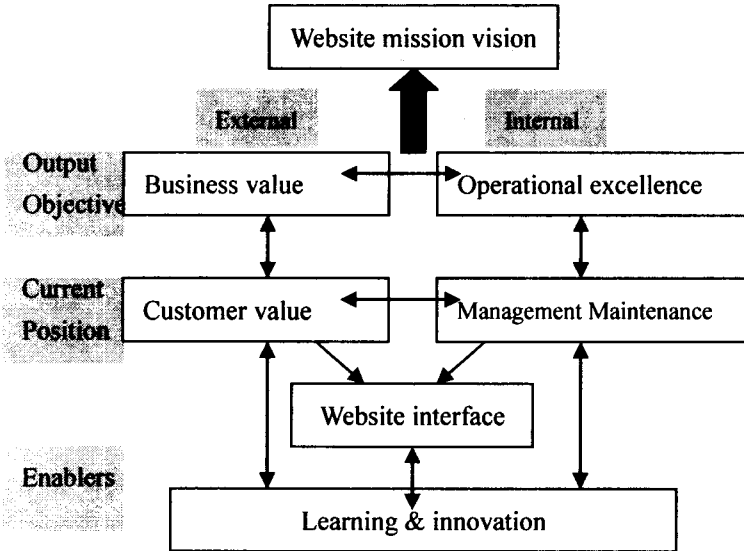 Website mission vision
External
Internal
Output
Objective
Business value
Operational excellence
Current
Position
Customer value
Management Maintenance
Website interface
Enablers
Learning & innovation